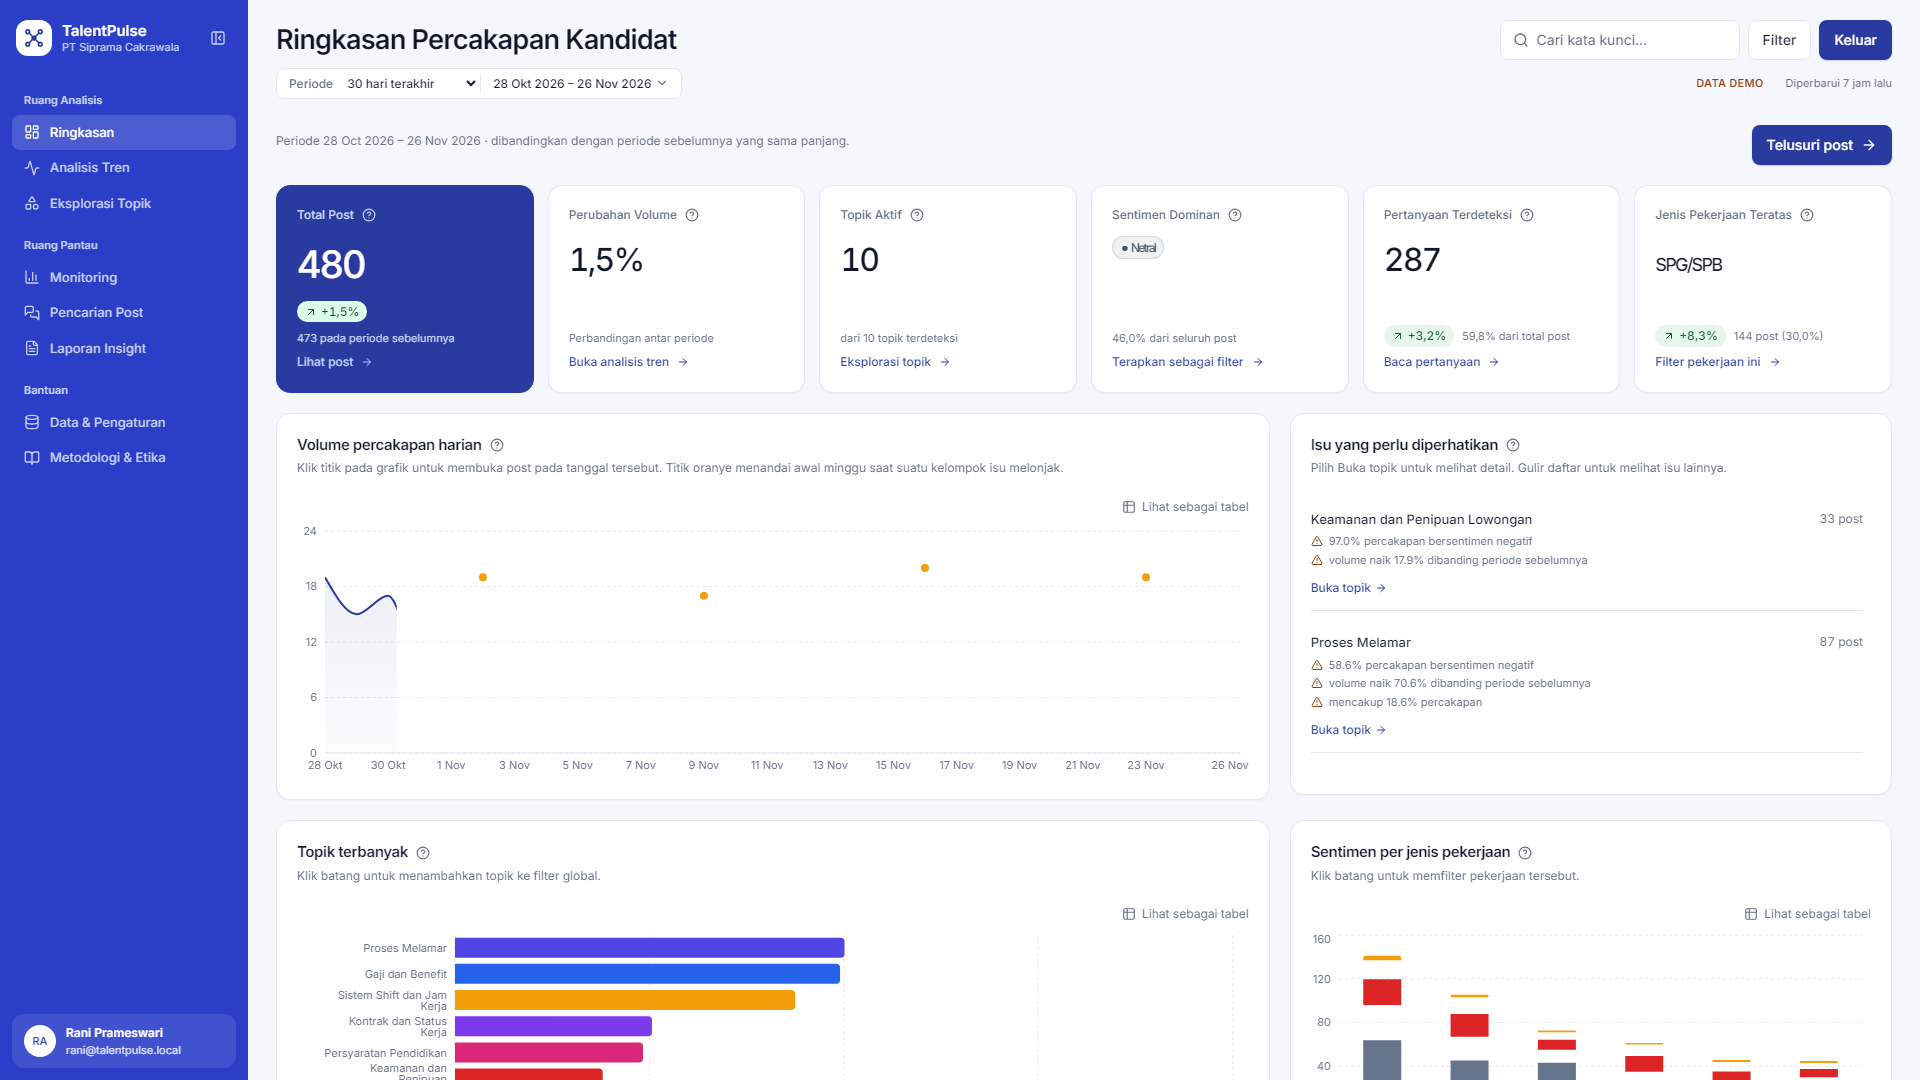 TalentPulse
PT Siprama Cakrawala
Ruang Analisis
Ringkasan
Analisis Tren
Eksplorasi Topik
Ruang Pantau
Monitoring
Pencarian Post
Laporan Insight
Bantuan
Data & Pengaturan
Metodologi & Etika
RA
Rani Prameswari
rani@talentpulse.local
Ringkasan Percakapan Kandidat
Cari kata kunci...
Filter
Keluar
Periode 30 hari terakhir 28 Okt 2026 – 26 Nov 2026
DATA DEMO Diperbarui 7 jam lalu
Periode 28 Oct 2026 – 26 Nov 2026 · dibandingkan dengan periode sebelumnya yang sama panjang.
Telusuri post
Total Post
480
+1,5%
473 pada periode sebelumnya
Lihat post
Perubahan Volume
1,5%
Perbandingan antar periode
Buka analisis tren
Topik Aktif
10
dari 10 topik terdeteksi
Eksplorasi topik
Sentimen Dominan
Netral
46,0% dari seluruh post
Terapkan sebagai filter
Pertanyaan Terdeteksi
287
+3,2% 59,8% dari total post
Baca pertanyaan
Jenis Pekerjaan Teratas
SPG/SPB
+8,3% 144 post (30,0%)
Filter pekerjaan ini
Volume percakapan harian
Klik titik pada grafik untuk membuka post pada tanggal tersebut. Titik oranye menandai awal minggu saat suatu kelompok isu melonjak.
Lihat sebagai tabel
24
18
12
6
0
28 Okt 30 Okt 1 Nov 3 Nov 5 Nov 7 Nov 9 Nov 11 Nov 13 Nov 15 Nov 17 Nov 19 Nov 21 Nov 23 Nov 26 Nov
Isu yang perlu diperhatikan
Pilih Buka topik untuk melihat detail. Gulir daftar untuk melihat isu lainnya.
Keamanan dan Penipuan Lowongan 33 post
97.0% percakapan bersentimen negatif
volume naik 17.9% dibanding periode sebelumnya
Buka topik
Proses Melamar 87 post
58.6% percakapan bersentimen negatif
volume naik 70.6% dibanding periode sebelumnya
mencakup 18.6% percakapan
Buka topik
Topik terbanyak
Klik batang untuk menambahkan topik ke filter global.
Lihat sebagai tabel
Proses Melamar
Gaji dan Benefit
Sistem Shift dan Jam
Kerja
Kontrak dan Status
Kerja
Persyaratan Pendidikan
Keamanan dan
Penipuan
Sentimen per jenis pekerjaan
Klik batang untuk memfilter pekerjaan tersebut.
Lihat sebagai tabel
160
120
80
40